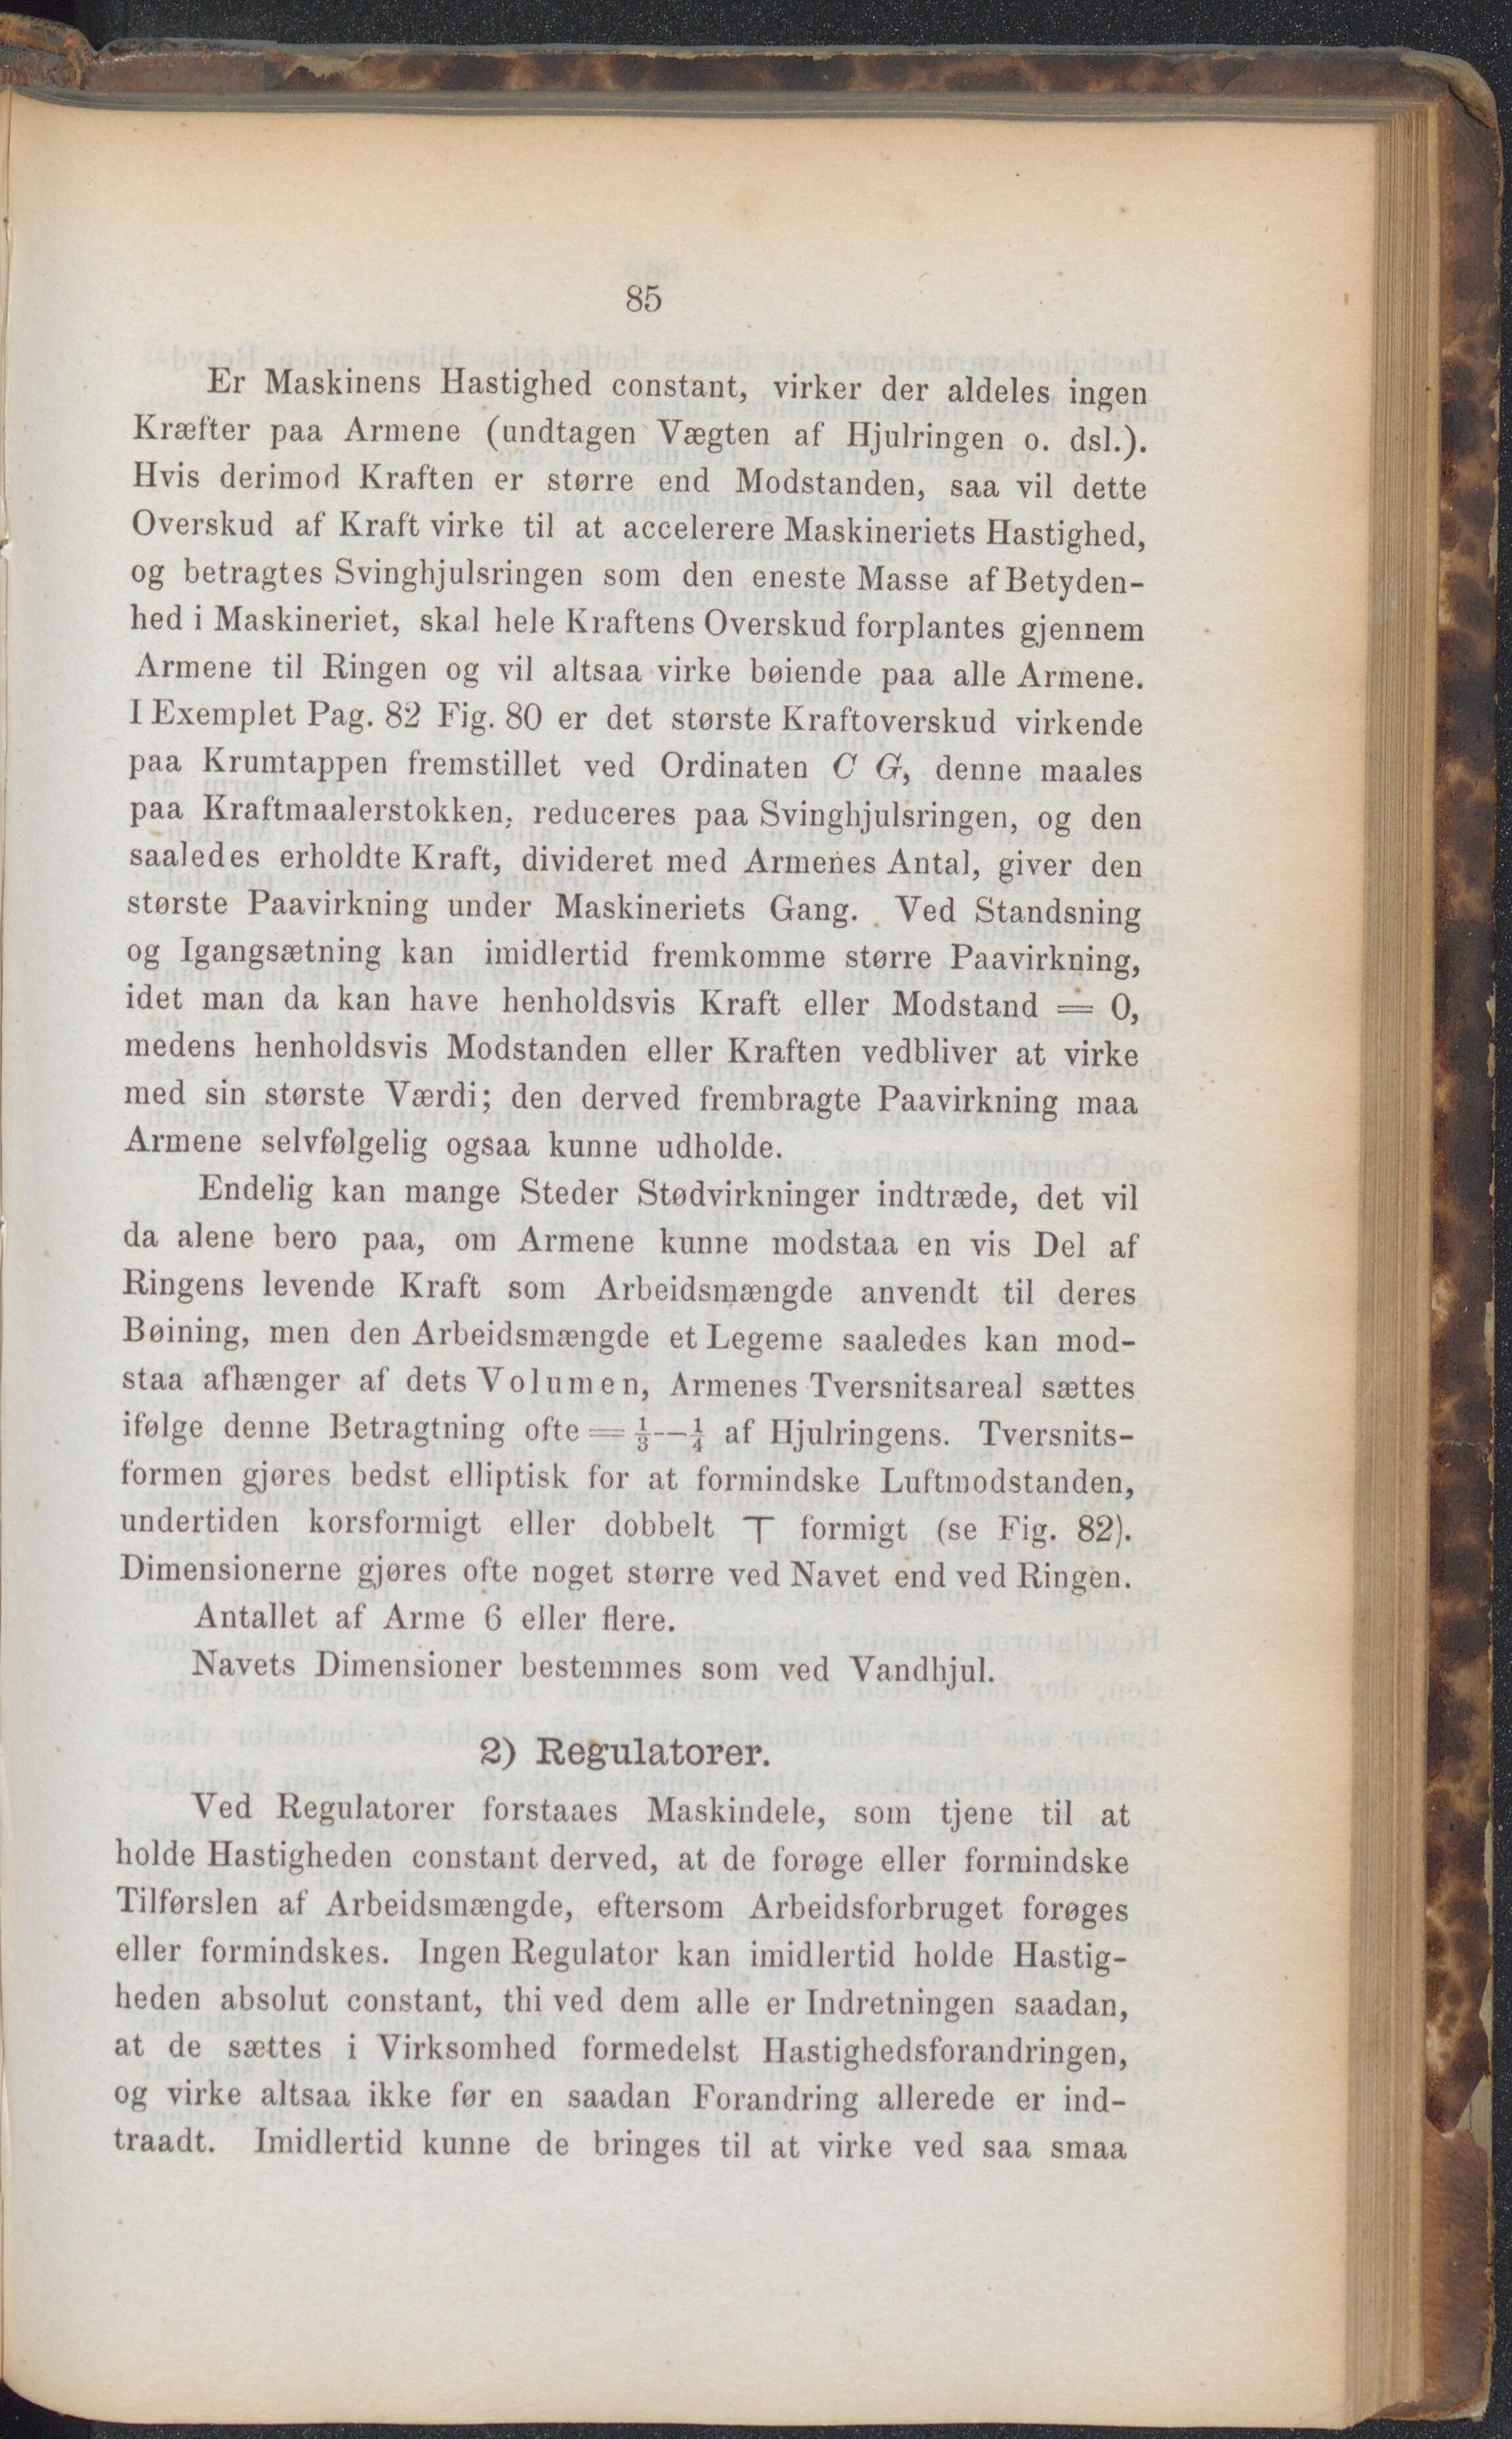 85
Er Maskinens Hastighed constant, virker der aldeles ingen
Kræfter paa Armene (undtagen Vægten af Hjulringen o. dsl.).
Hvis derimod Kraften er større end Modstanden, saa vil dette
Overskud af Kraft virke til at accelerere Maskineriets Hastighed,
og betragtes Svinghjulsringen som den eneste Masse af Betyden-
hed i Maskineriet, skal hele Kraftens Overskud forplantes gjennem
Armene til Ringen og vil altsaa virke bøiende paa alle Armene.
I Exemplet Pag. 82 Fig. 80 er det største Kraftoverskud virkende
paa Krumtappen fremstillet ved Ordinaten C G, denne maales
paa Kraftmaalerstokken, reduceres paa Svinghjulsringen, og den
saaledes erholdte Kraft, divideret med Armenes Antal, giver den
største Paavirkning under Maskineriets Gang. Ved Standsning
og Igangsætning kan imidlertid fremkomme større Paavirkning,
idet man da kan have henholdsvis Kraft eller Modstand = 0,
medens henholdsvis Modstanden eller Kraften vedbliver at virke
med sin største Værdi; den derved frembragte Paavirkning maa
Armene selvfølgelig ogsaa kunne udholde.
Endelig kan mange Steder Stødvirkninger indtræde, det vil
da alene bero paa, om Armene kunne modstaa en vis Del af
Ringens levende Kraft som Arbeidsmængde anvendt til deres
Bøining, men den Arbeidsmængde et Legeme saaledes kan mod-
staa afhænger af dets Volumen, Armenes Tversnitsareal sættes
ifølge denne Betragtning ofte = 1/3—1/4 af Hjulringens. Tversnits-
formen gjøres bedst elliptisk for at formindske Luftmodstanden,
undertiden korsformigt eller dobbelt T formigt (se Fig. 82).
Dimensionerne gjøres ofte noget større ved Navet end ved Ringen.
Antallet af Arme 6 eller flere.
Navets Dimensioner bestemmes som ved Vandhjul.
2) Regulatorer.
Ved Regulatorer forstaaes Maskindele, som tjene til at
holde Hastigheden constant derved, at de forøge eller formindske
Tilførslen af Arbeidsmængde, eftersom Arbeidsforbruget forøges
eller formindskes. Ingen Regulator kan imidlertid holde Hastig-
heden absolut constant, thi ved dem alle er Indretningen saadan,
at de sættes i Virksomhed formedelst Hastighedsforandringen,
og virke altsaa ikke før en saadan Forandring allerede er ind-
traadt. Imidlertid kunne de bringes til at virke ved saa smaa